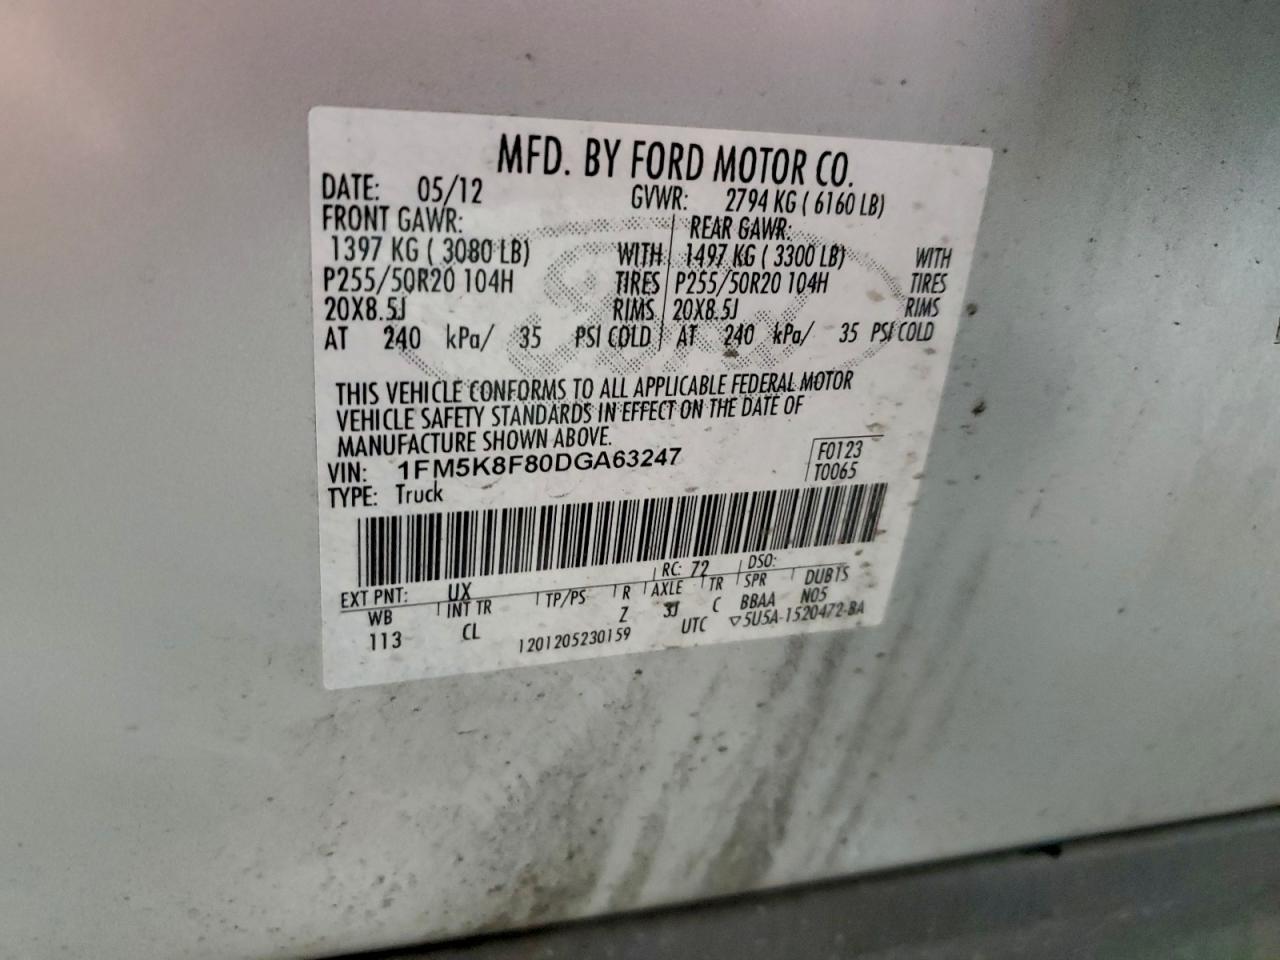 MFD. BY FORD MOTOR CO.
DATE: 05/12 GVWR: 2794 KG ( 6160 LB)
FRONT GAWR: REAR GAWR:
1397 KG ( 3080 LB) WITH 1497 KG ( 3300 LB) WITH
P255/50R20 104H TIRES P255/50R20 104H TIRES
20X8.5J RIMS 20X8.5J RIMS
AT 240 kPa/ 35 PSI COLD AT 240 kPa/ 35 PSI COLD
THIS VEHICLE CONFORMS TO ALL APPLICABLE FEDERAL MOTOR
VEHICLE SAFETY STANDARDS IN EFFECT ON THE DATE OF
MANUFACTURE SHOWN ABOVE.
VIN: 1FM5K8F80DGA63247 F0123
TYPE: Truck T0065
EXT PNT: UX RC: 72 DSO:
WB INT TR TP/PS R AXLE TR SPR DUBTS
113 CL Z 3J C BBAA N05
1201205230159 UTC ▽5U5A-1520472-BA